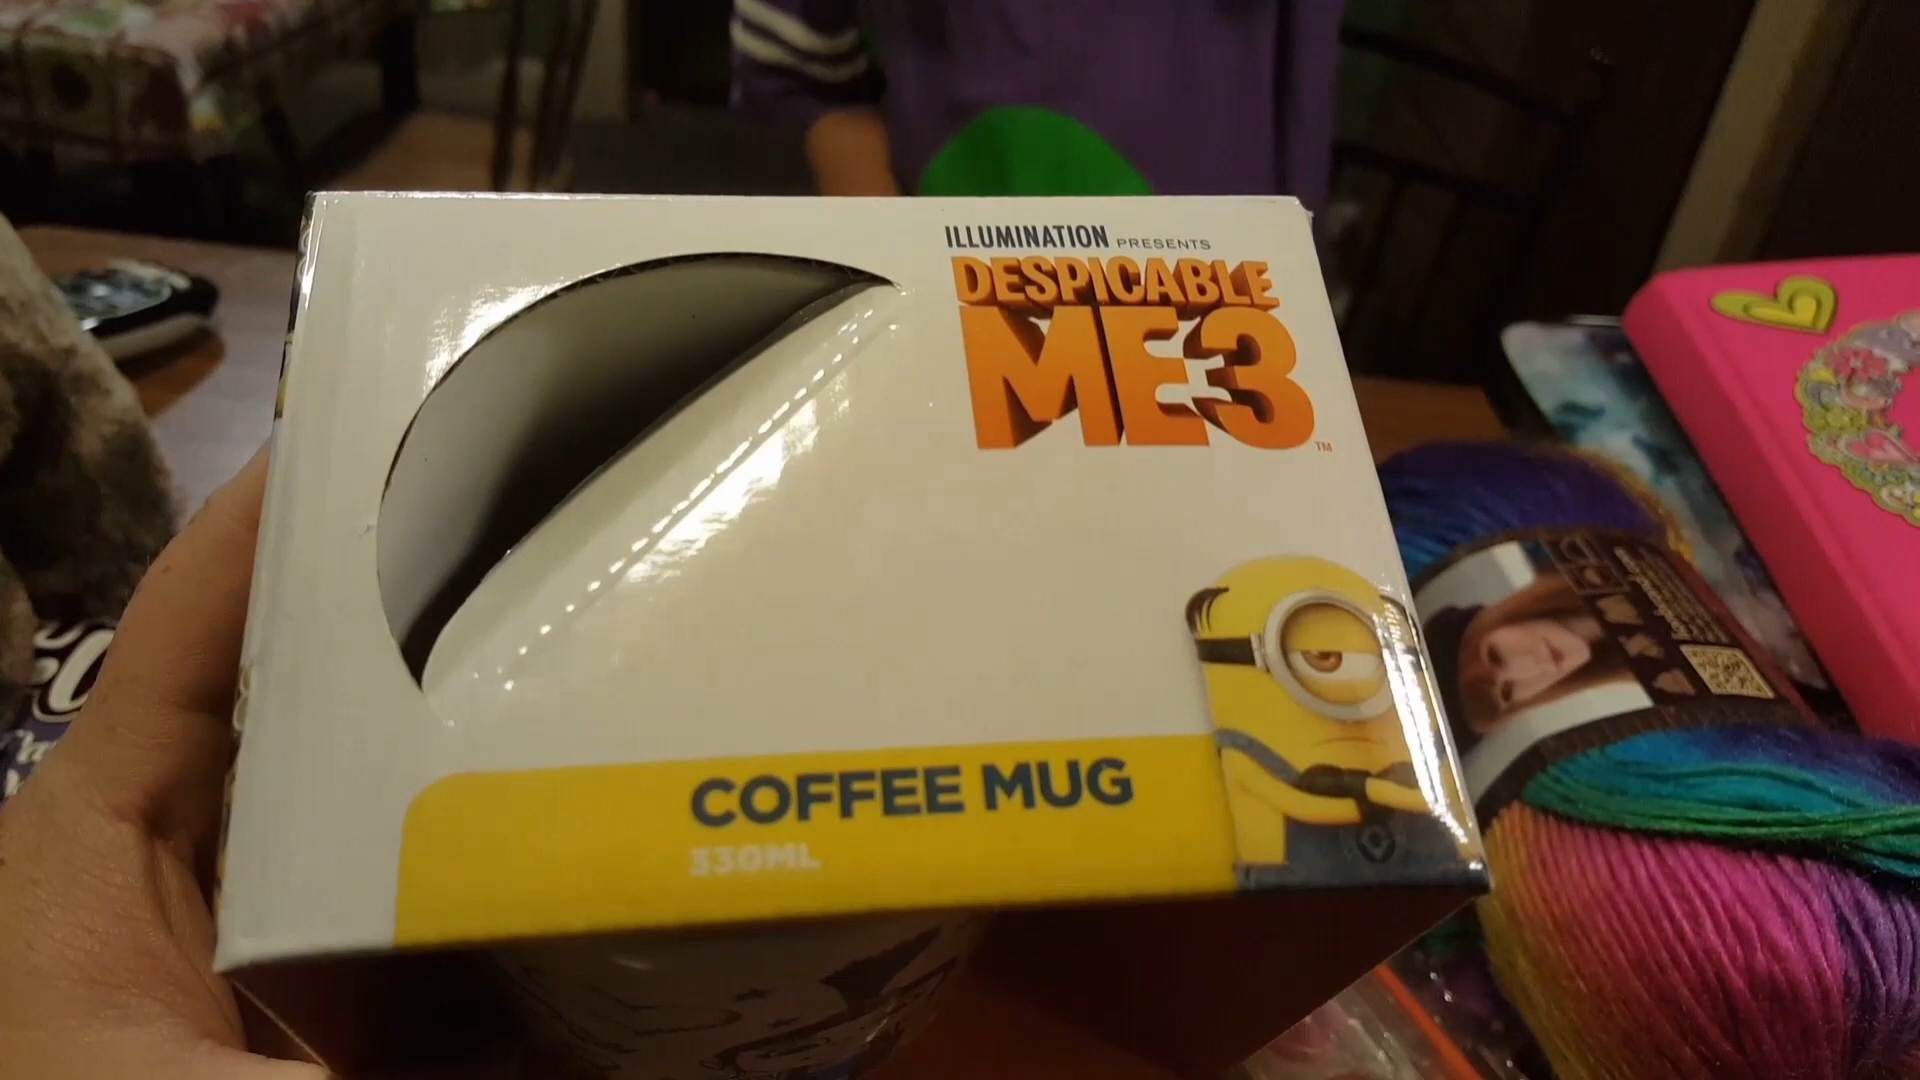 ILLUMINATION PRESENTS
DESPICABLE
ME3
TM
COFFEE MUG
330ML